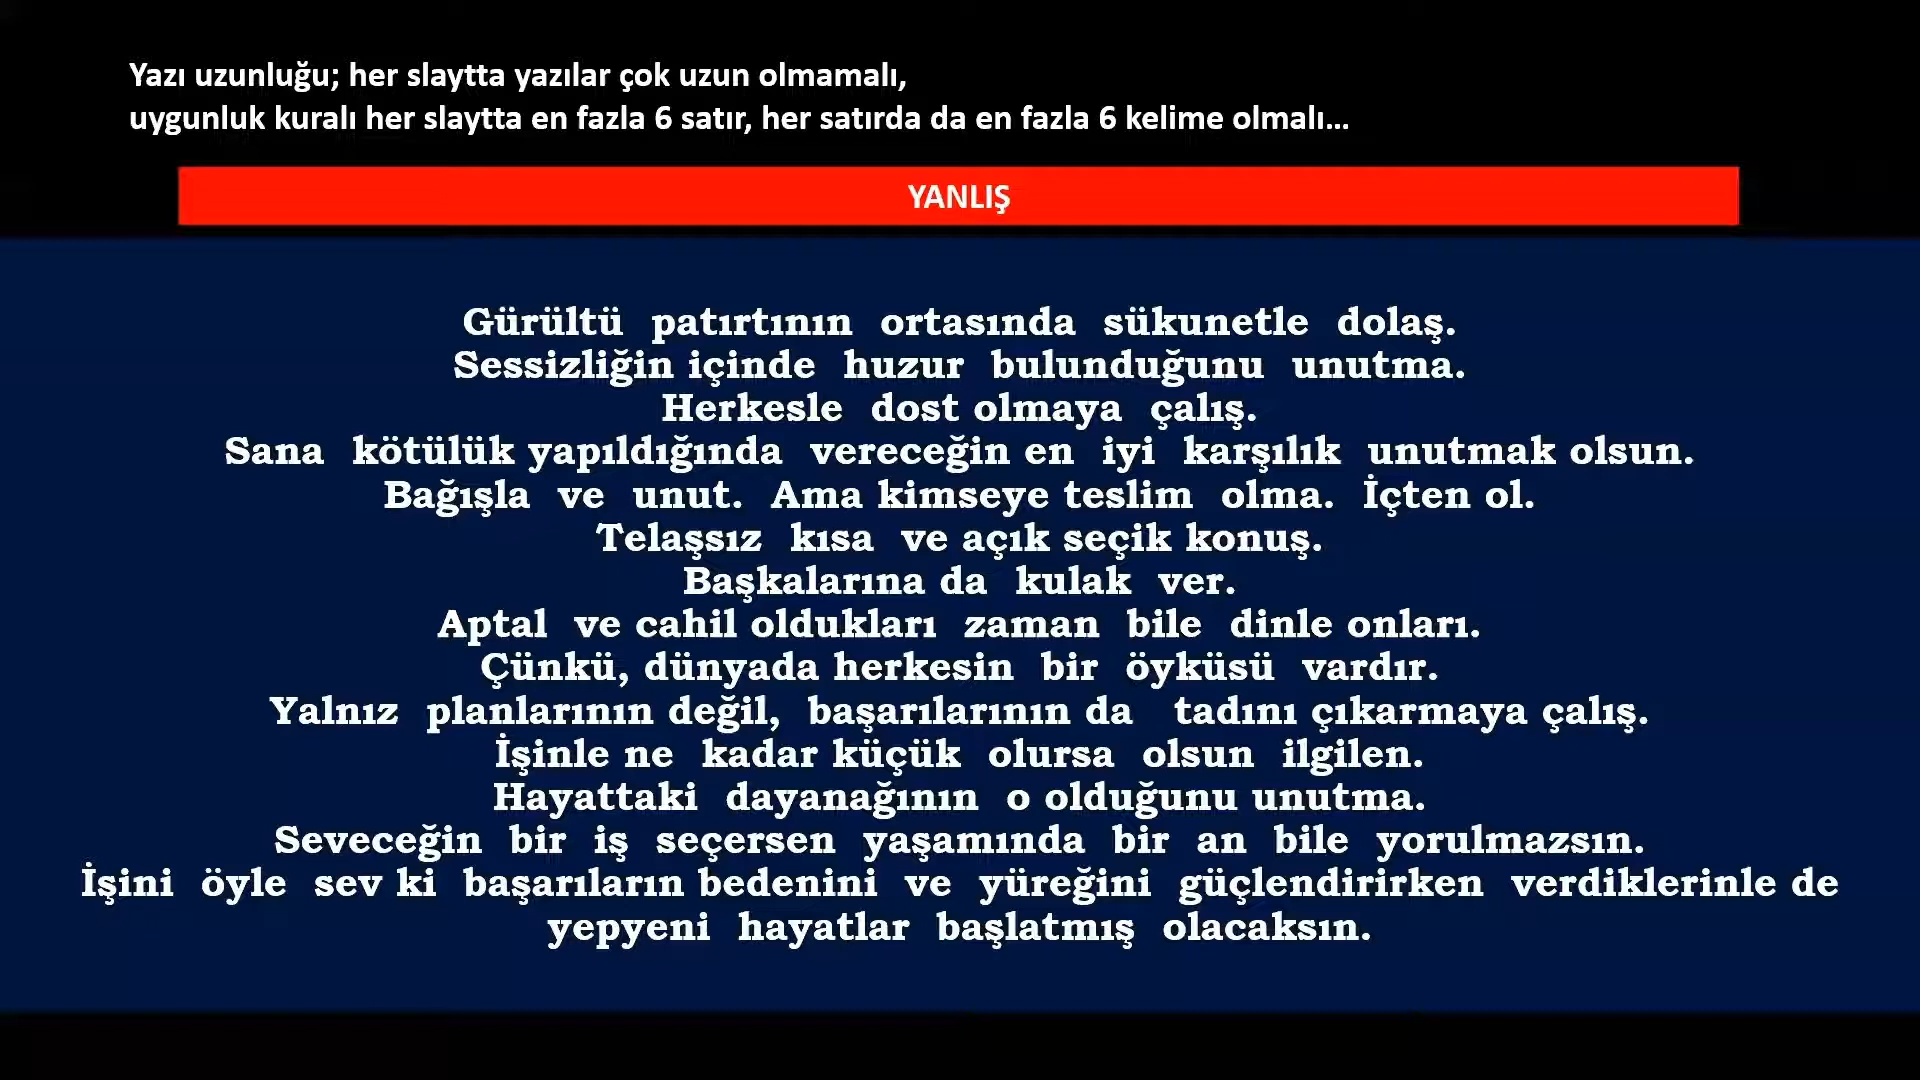 Yazı uzunluğu; her slaytta yazılar çok uzun olmamalı,
uygunluk kuralı her slaytta en fazla 6 satır, her satırda da en fazla 6 kelime olmalı...
YANLIŞ
Gürültü patırtının ortasında sükunetle dolaş.
Sessizliğin içinde huzur bulunduğunu unutma.
Herkesle dost olmaya çalış.
Sana kötülük yapıldığında vereceğin en iyi karşılık unutmak olsun.
Bağışla ve unut. Ama kimseye teslim olma. İçten ol.
Telaşsız kısa ve açık seçik konuş.
Başkalarına da kulak ver.
Aptal ve cahil oldukları zaman bile dinle onları.
Çünkü, dünyada herkesin bir öyküsü vardır.
Yalnız planlarının değil, başarılarının da tadını çıkarmaya çalış.
İşinle ne kadar küçük olursa olsun ilgilen.
Hayattaki dayanağının o olduğunu unutma.
Seveceğin bir iş seçersen yaşamında bir an bile yorulmazsın.
İşini öyle sev ki başarıların bedenini ve yüreğini güçlendirirken verdiklerinle de
yepyeni hayatlar başlatmış olacaksın.